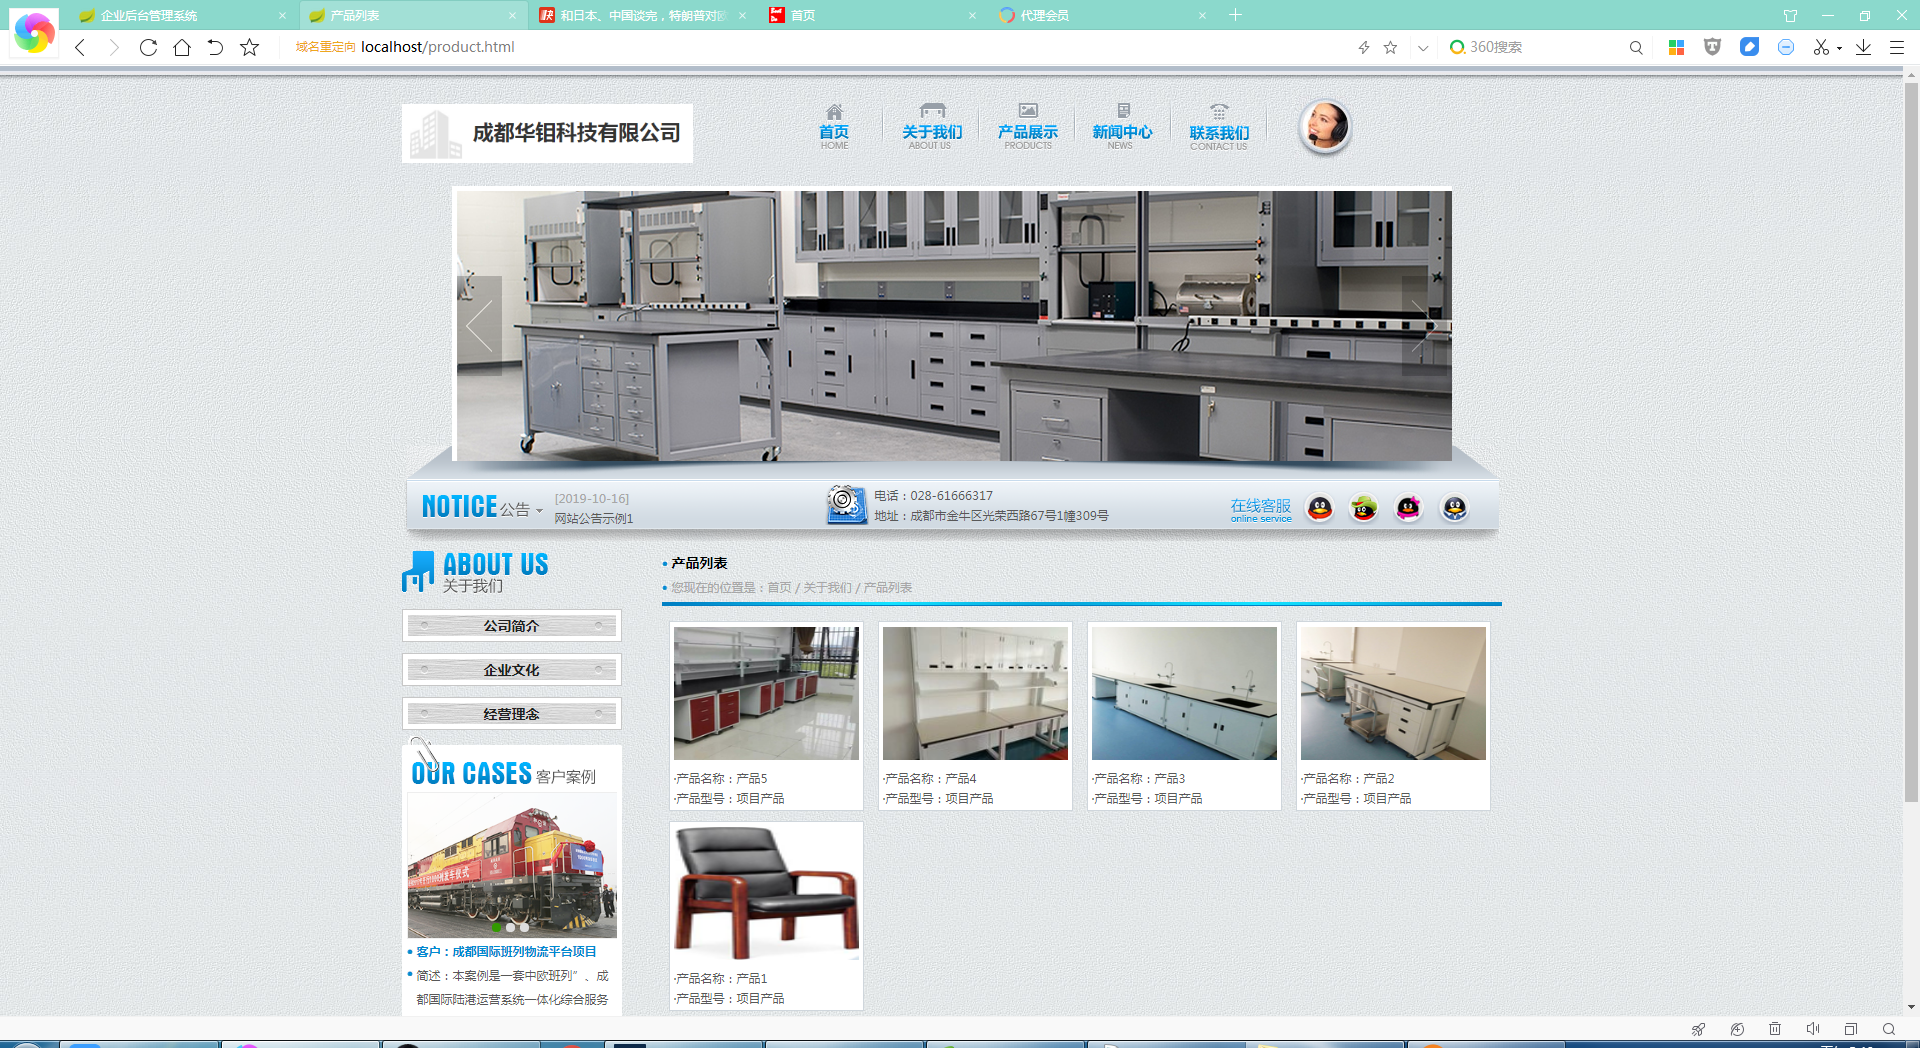 企业后台管理系统
产品列表
和日本、中国谈完，特朗普对
首页
代理会员
域名重定向 localhost/product.html
360搜索
成都华钼科技有限公司
首页
HOME
关于我们
ABOUT US
产品展示
PRODUCTS
新闻中心
NEWS
联系我们
CONTACT US
NOTICE 公告
[2019-10-16]
网站公告示例1
电话：028-61666317
地址：成都市金牛区光荣西路67号1幢309号
在线客服
online service
ABOUT US
关于我们
公司简介
企业文化
经营理念
OUR CASES 客户案例
客户：成都国际班列物流平台项目
简述：本案例是一套中欧班列”、成
都国际陆港运营系统一体化综合服务
产品列表
您现在的位置是：首页 / 关于我们 / 产品列表
·产品名称：产品5
·产品型号：项目产品
·产品名称：产品4
·产品型号：项目产品
·产品名称：产品3
·产品型号：项目产品
·产品名称：产品2
·产品型号：项目产品
·产品名称：产品1
·产品型号：项目产品